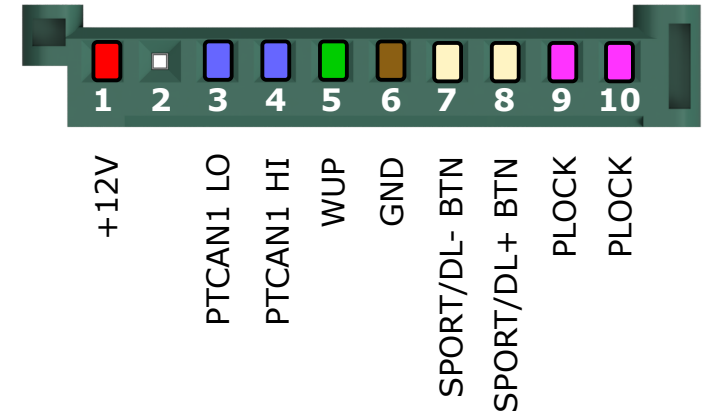 1 2 3 4 5 6 7 8 9 10
+12V
PTCAN1 LO
PTCAN1 HI
WUP
GND
SPORT/DL- BTN
SPORT/DL+ BTN
PLOCK
PLOCK